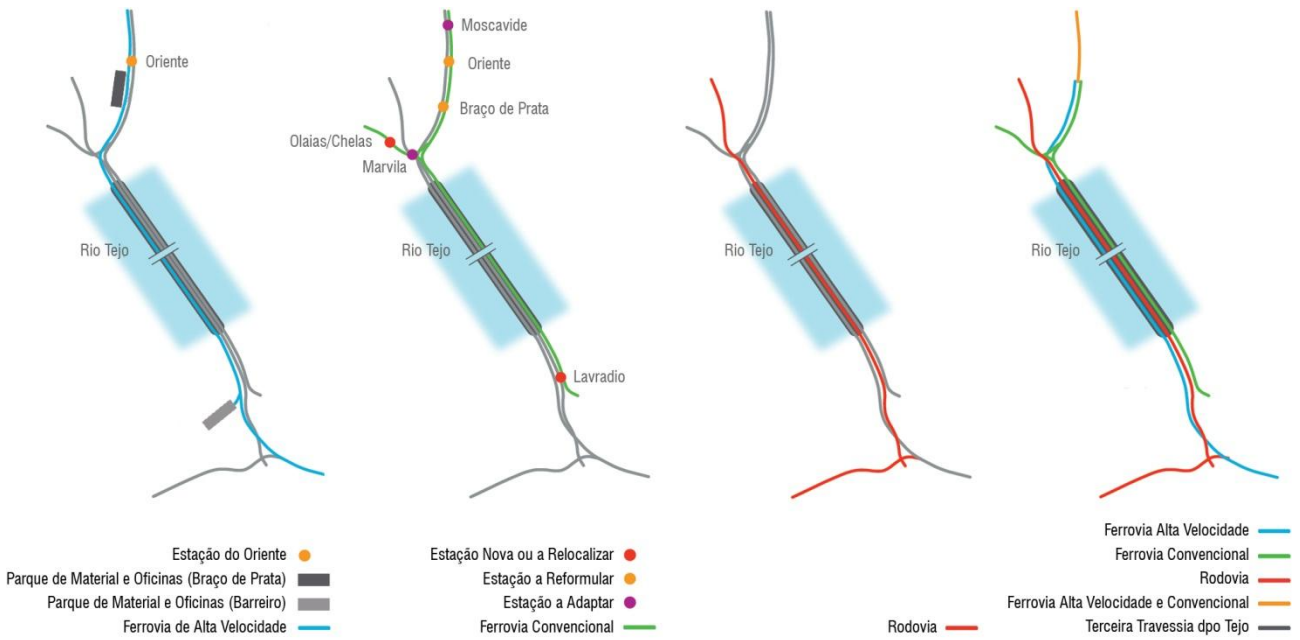 Oriente
Rio Tejo
Estação do Oriente
Parque de Material e Oficinas (Braço de Prata)
Parque de Material e Oficinas (Barreiro)
Ferrovia de Alta Velocidade
Moscavide
Oriente
Braço de Prata
Olaias/Chelas
Marvila
Rio Tejo
Lavradio
Estação Nova ou a Relocalizar
Estação a Reformular
Estação a Adaptar
Ferrovia Convencional
Rio Tejo
Rodovia
Rio Tejo
Ferrovia Alta Velocidade
Ferrovia Convencional
Rodovia
Ferrovia Alta Velocidade e Convencional
Terceira Travessia dpo Tejo